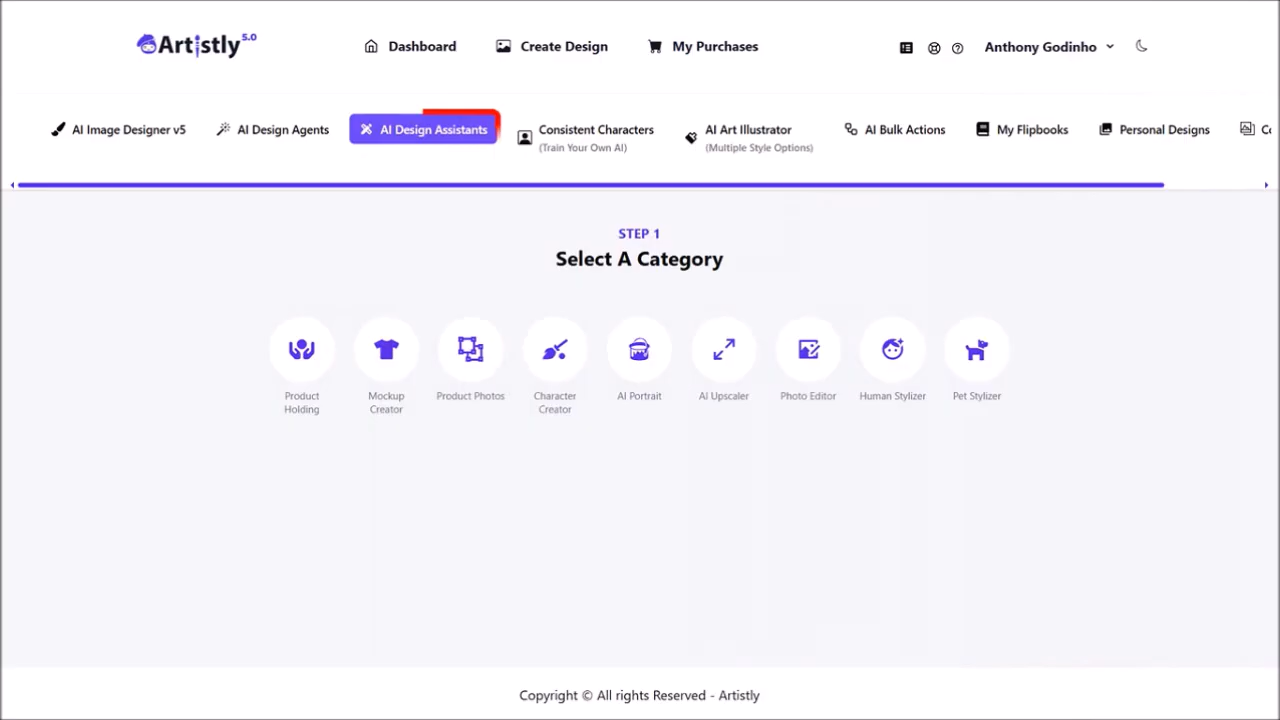 Artistly 5.0
Dashboard
Create Design
My Purchases
Anthony Godinho
AI Image Designer v5
AI Design Agents
AI Design Assistants
Consistent Characters
(Train Your Own AI)
AI Art Illustrator
(Multiple Style Options)
AI Bulk Actions
My Flipbooks
Personal Designs
Co
STEP 1
Select A Category
Product
Holding
Mockup
Creator
Product Photos
Character
Creator
AI Portrait
AI Upscaler
Photo Editor
Human Stylizer
Pet Stylizer
Copyright © All rights Reserved - Artistly